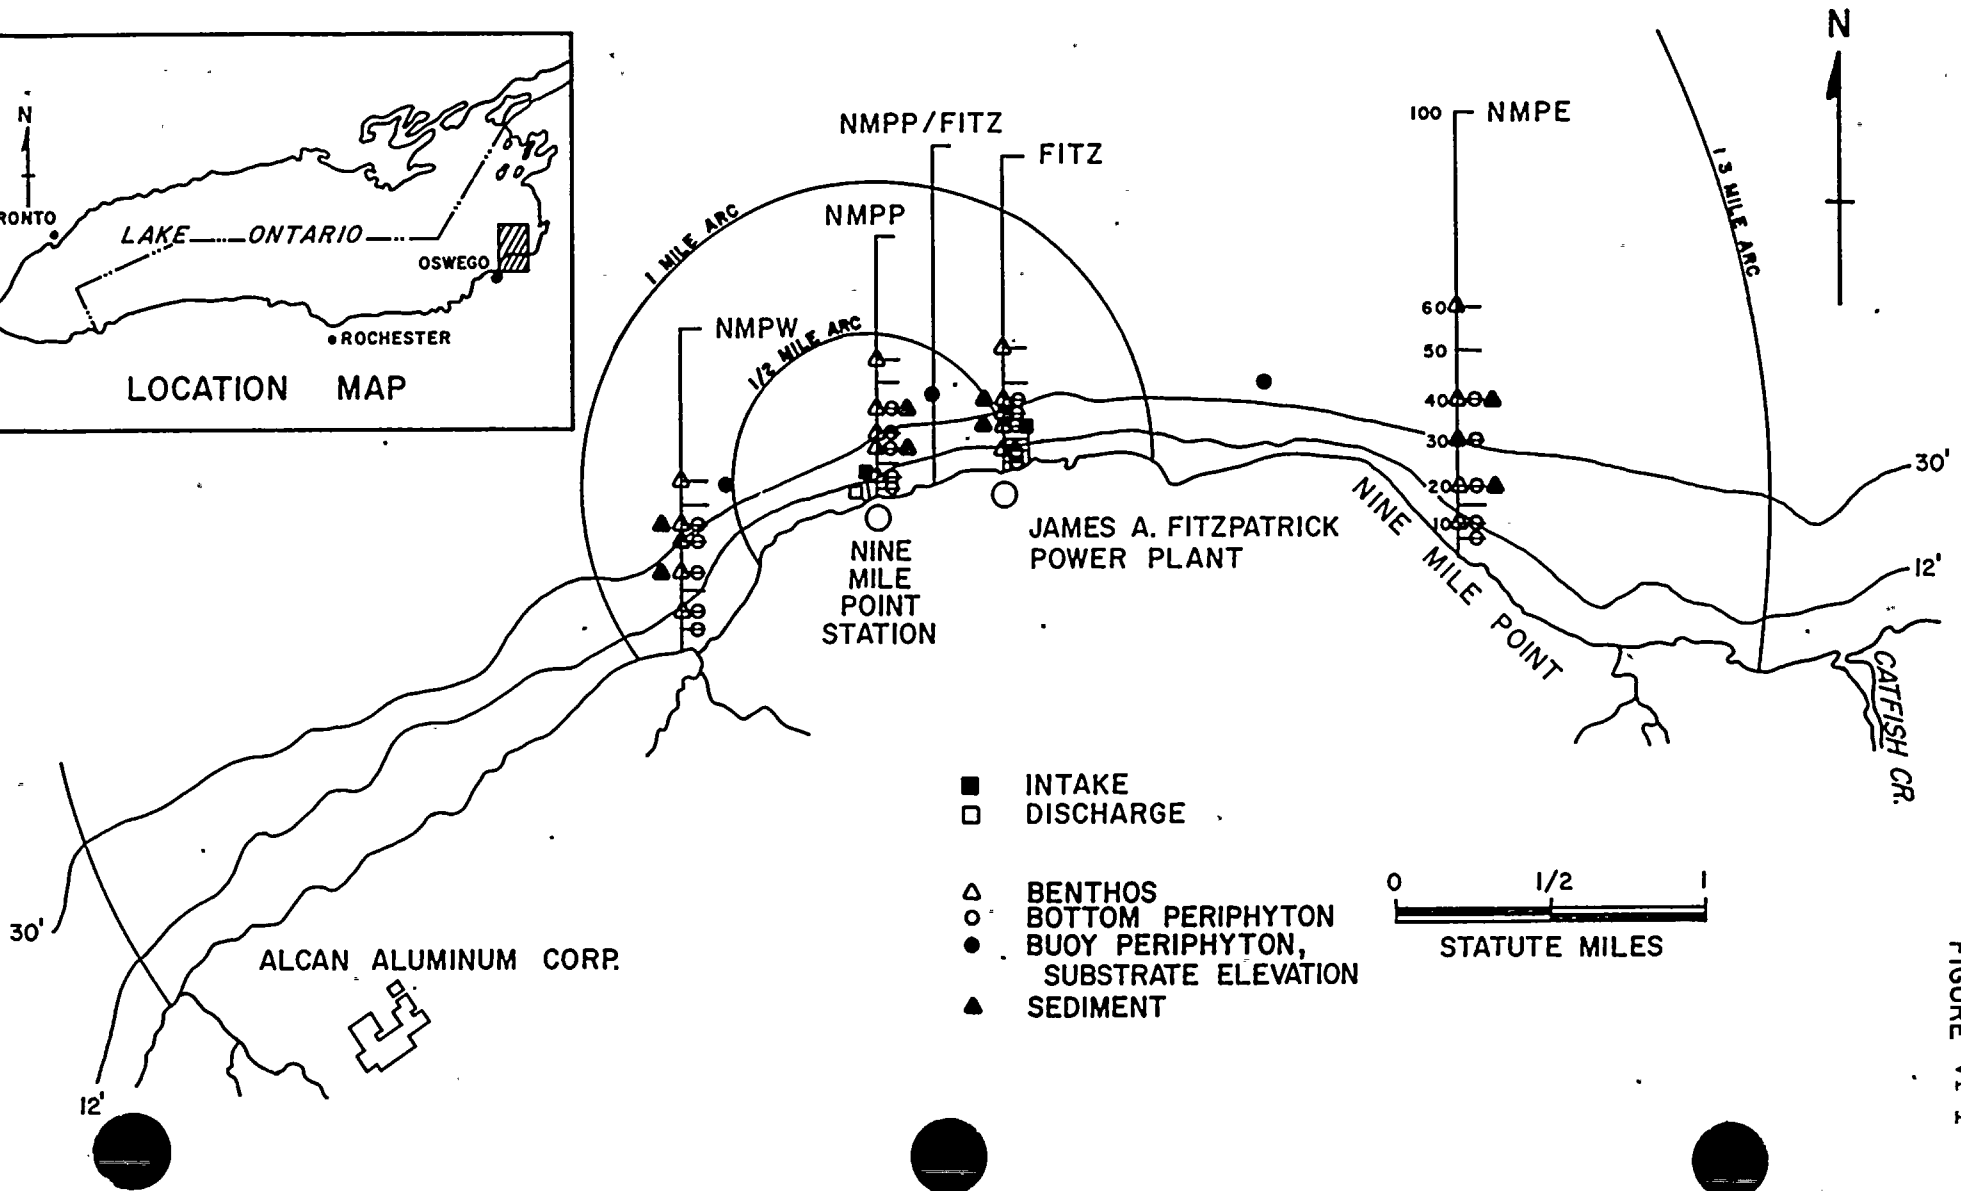 N
RONTO
LAKE ONTARIO
OSWEGO
ROCHESTER
LOCATION MAP
N
NMPP/FITZ
FITZ
100 NMPE
1 MILE ARC
NMPP
NMPW
1/2 MILE ARC
60
50
40
30
20
10
13 MILE ARC
30'
12'
NINE
MILE
POINT
STATION
JAMES A. FITZPATRICK
POWER PLANT
NINE MILE POINT
CATFISH CR.
INTAKE
DISCHARGE
BENTHOS
BOTTOM PERIPHYTON
BUOY PERIPHYTON,
SUBSTRATE ELEVATION
SEDIMENT
0 1/2 1
STATUTE MILES
30'
ALCAN ALUMINUM CORP.
12'